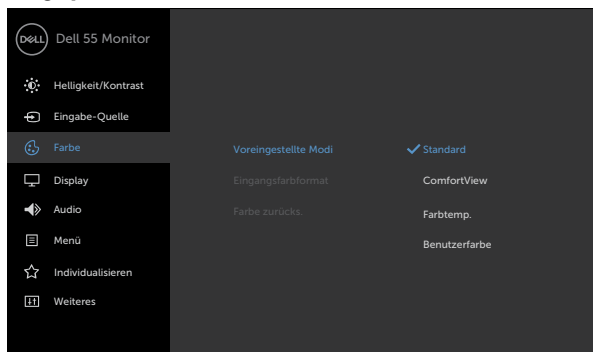 DELL
Dell 55 Monitor
Helligkeit/Kontrast
Eingabe-Quelle
Farbe
Display
Audio
Menü
Individualisieren
Weiteres
Voreingestellte Modi
Eingangsfarbformat
Farbe zurücks.
Standard
ComfortView
Farbtemp.
Benutzerfarbe